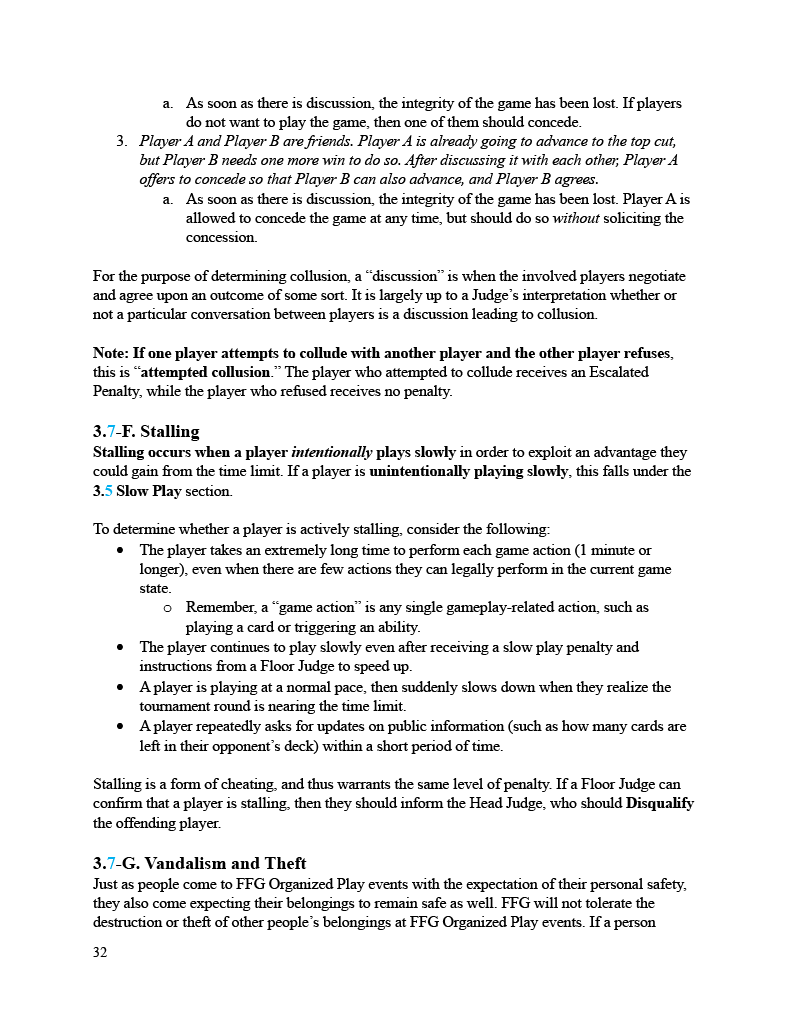 a. As soon as there is discussion, the integrity of the game has been lost. If players
do not want to play the game, then one of them should concede.
3. Player A and Player B are friends. Player A is already going to advance to the top cut,
but Player B needs one more win to do so. After discussing it with each other, Player A
offers to concede so that Player B can also advance, and Player B agrees.
a. As soon as there is discussion, the integrity of the game has been lost. Player A is
allowed to concede the game at any time, but should do so without soliciting the
concession.
For the purpose of determining collusion, a “discussion” is when the involved players negotiate
and agree upon an outcome of some sort. It is largely up to a Judge’s interpretation whether or
not a particular conversation between players is a discussion leading to collusion.
Note: If one player attempts to collude with another player and the other player refuses,
this is “attempted collusion.” The player who attempted to collude receives an Escalated
Penalty, while the player who refused receives no penalty.
3.7-F. Stalling
Stalling occurs when a player intentionally plays slowly in order to exploit an advantage they
could gain from the time limit. If a player is unintentionally playing slowly, this falls under the
3.5 Slow Play section.
To determine whether a player is actively stalling, consider the following:
• The player takes an extremely long time to perform each game action (1 minute or
longer), even when there are few actions they can legally perform in the current game
state.
o Remember, a “game action” is any single gameplay-related action, such as
playing a card or triggering an ability.
• The player continues to play slowly even after receiving a slow play penalty and
instructions from a Floor Judge to speed up.
• A player is playing at a normal pace, then suddenly slows down when they realize the
tournament round is nearing the time limit.
• A player repeatedly asks for updates on public information (such as how many cards are
left in their opponent’s deck) within a short period of time.
Stalling is a form of cheating, and thus warrants the same level of penalty. If a Floor Judge can
confirm that a player is stalling, then they should inform the Head Judge, who should Disqualify
the offending player.
3.7-G. Vandalism and Theft
Just as people come to FFG Organized Play events with the expectation of their personal safety,
they also come expecting their belongings to remain safe as well. FFG will not tolerate the
destruction or theft of other people’s belongings at FFG Organized Play events. If a person
32